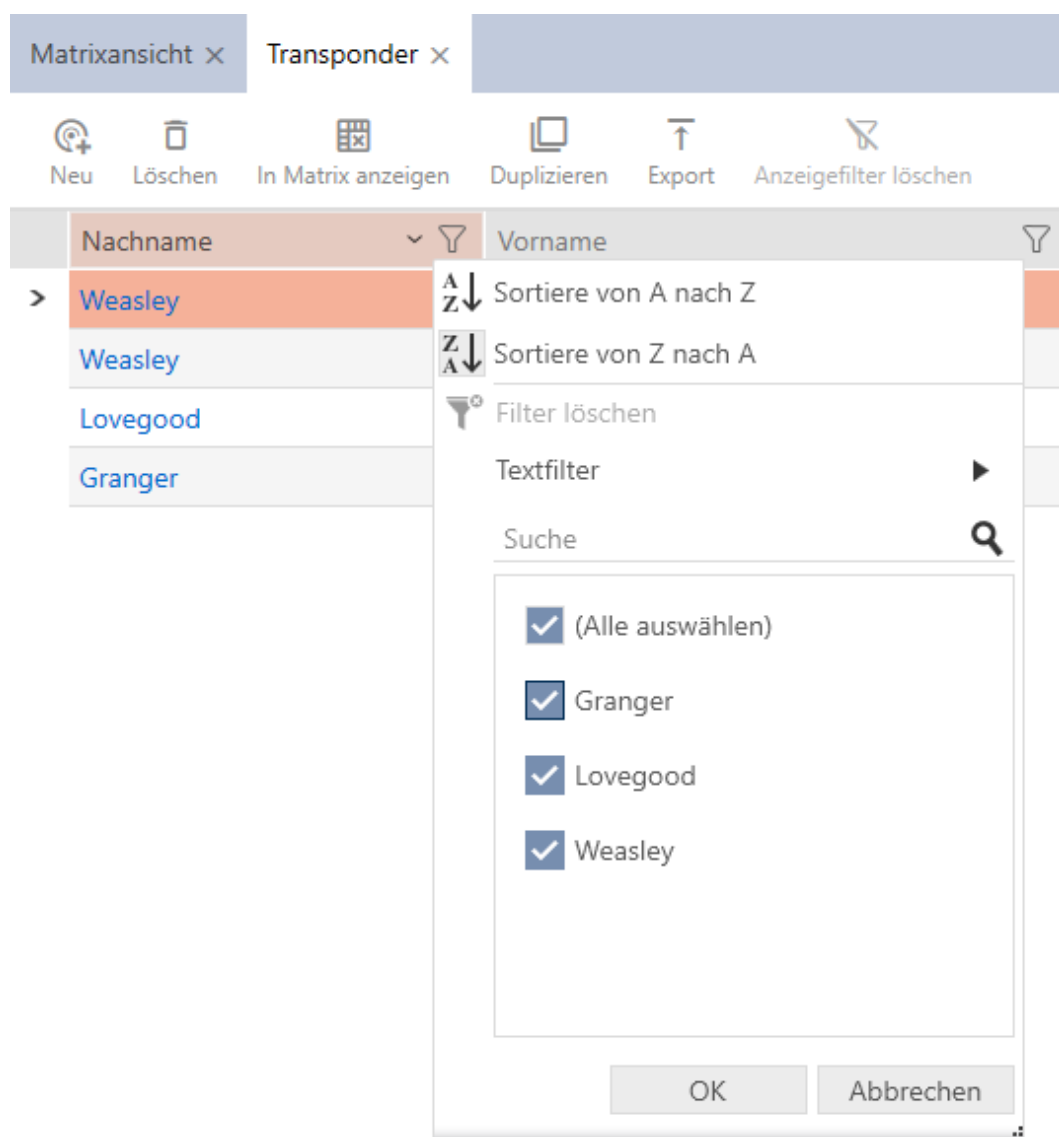 Matrixansicht × Transponder ×
Neu Löschen In Matrix anzeigen Duplizieren Export Anzeigefilter löschen
Nachname Vorname
Weasley
Weasley
Lovegood
Granger
A Z Sortiere von A nach Z
Z A Sortiere von Z nach A
Filter löschen
Textfilter
Suche
(Alle auswählen)
Granger
Lovegood
Weasley
OK Abbrechen